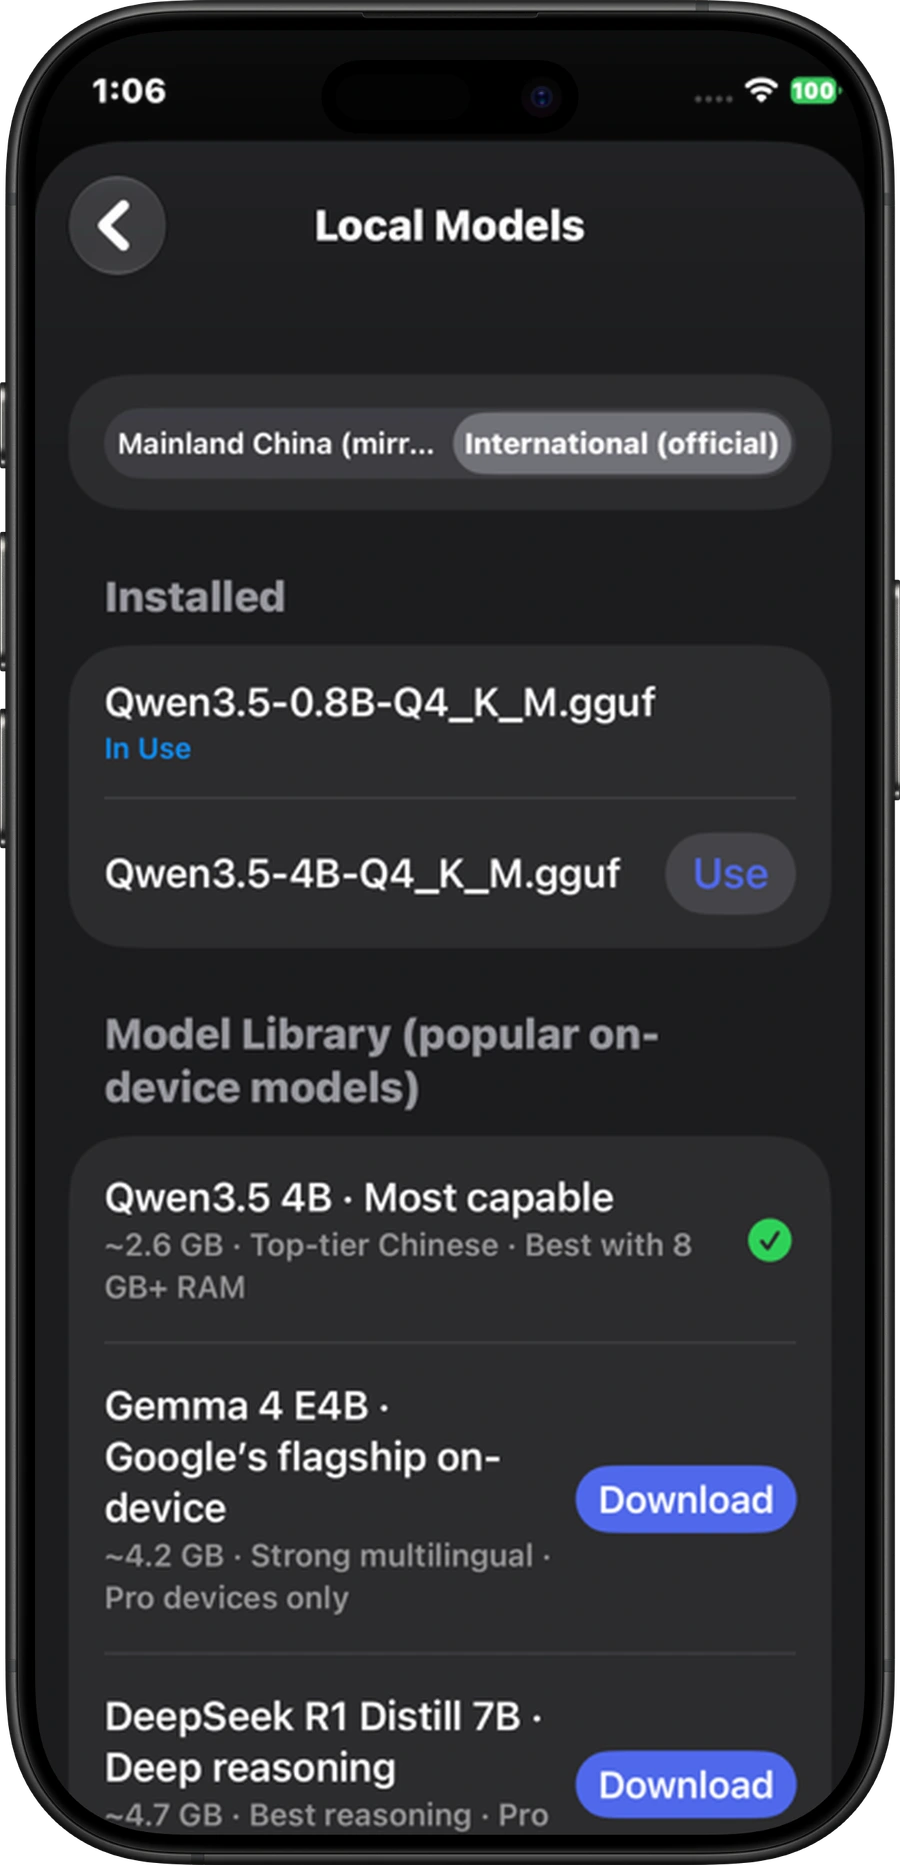 1:06
100
Local Models
Mainland China (mirr...
International (official)
Installed
Qwen3.5-0.8B-Q4_K_M.gguf
In Use
Qwen3.5-4B-Q4_K_M.gguf
Use
Model Library (popular on-
device models)
Qwen3.5 4B · Most capable
~2.6 GB · Top-tier Chinese · Best with 8
GB+ RAM
Gemma 4 E4B ·
Google’s flagship on-
device
Download
~4.2 GB · Strong multilingual ·
Pro devices only
DeepSeek R1 Distill 7B ·
Deep reasoning
Download
~4.7 GB · Best reasoning · Pro